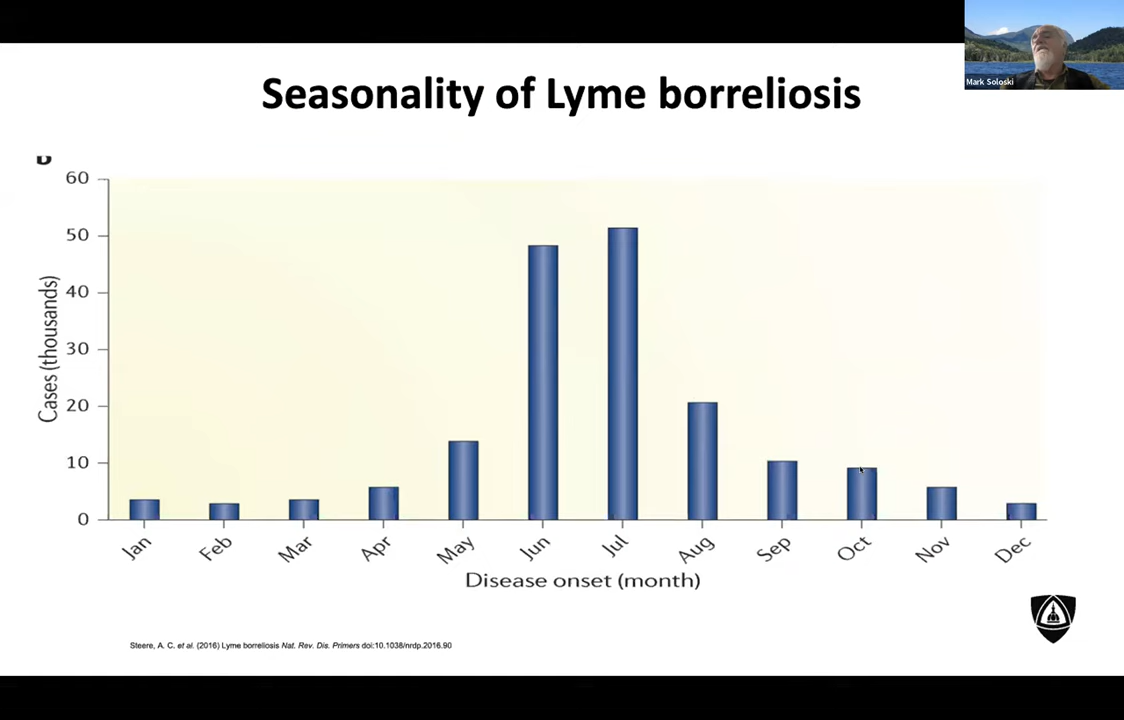 Mark Soloski
Seasonality of Lyme borreliosis
60
50
40
30
20
10
0
Cases (thousands)
Jan
Feb
Mar
Apr
May
Jun
Jul
Aug
Sep
Oct
Nov
Dec
Disease onset (month)
Steere, A. C. et al. (2016) Lyme borreliosis Nat. Rev. Dis. Primers doi:10.1038/nrdp.2016.90